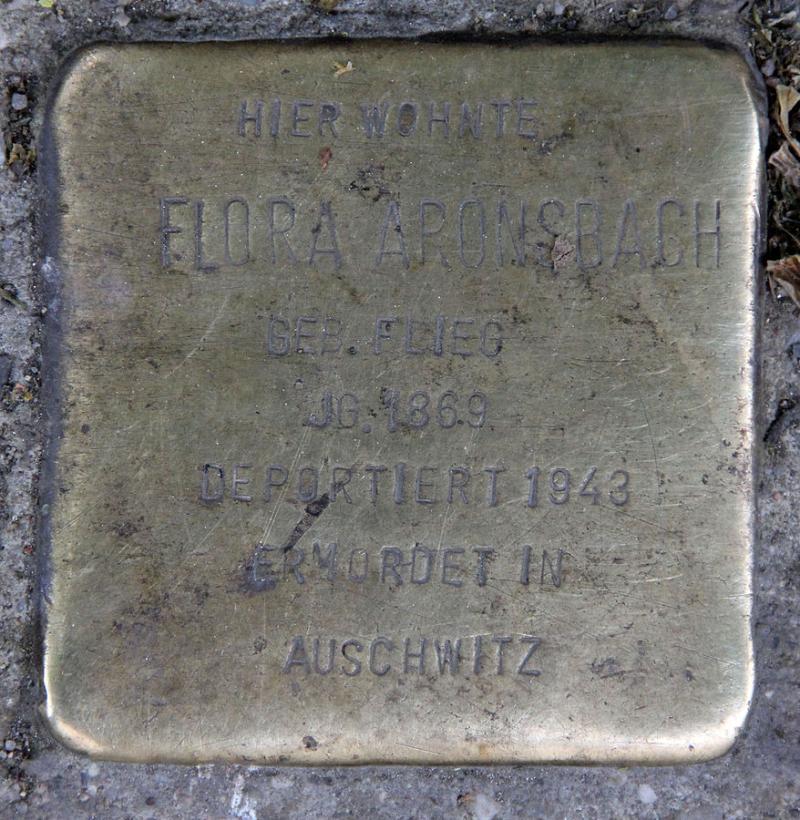 HIER WOHNTE
FLORA ARONSBACH
GEB. FLIEG
JG. 1869
DEPORTIERT 1943
ERMORDET IN
AUSCHWITZ